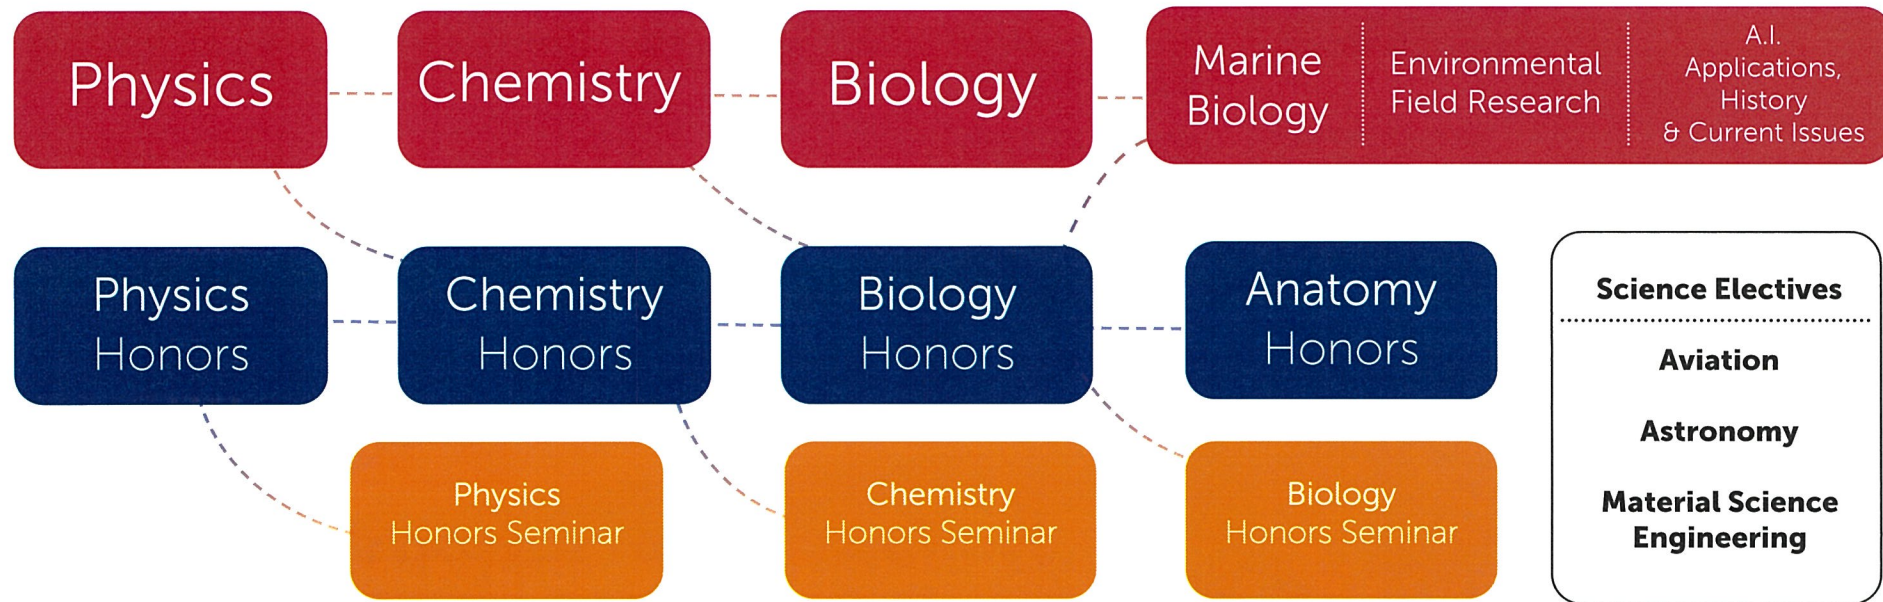 Physics
Chemistry
Biology
Marine
Biology
Environmental
Field Research
A.I.
Applications,
History
& Current Issues
Physics
Honors
Chemistry
Honors
Biology
Honors
Anatomy
Honors
Physics
Honors Seminar
Chemistry
Honors Seminar
Biology
Honors Seminar
Science Electives
Aviation
Astronomy
Material Science
Engineering